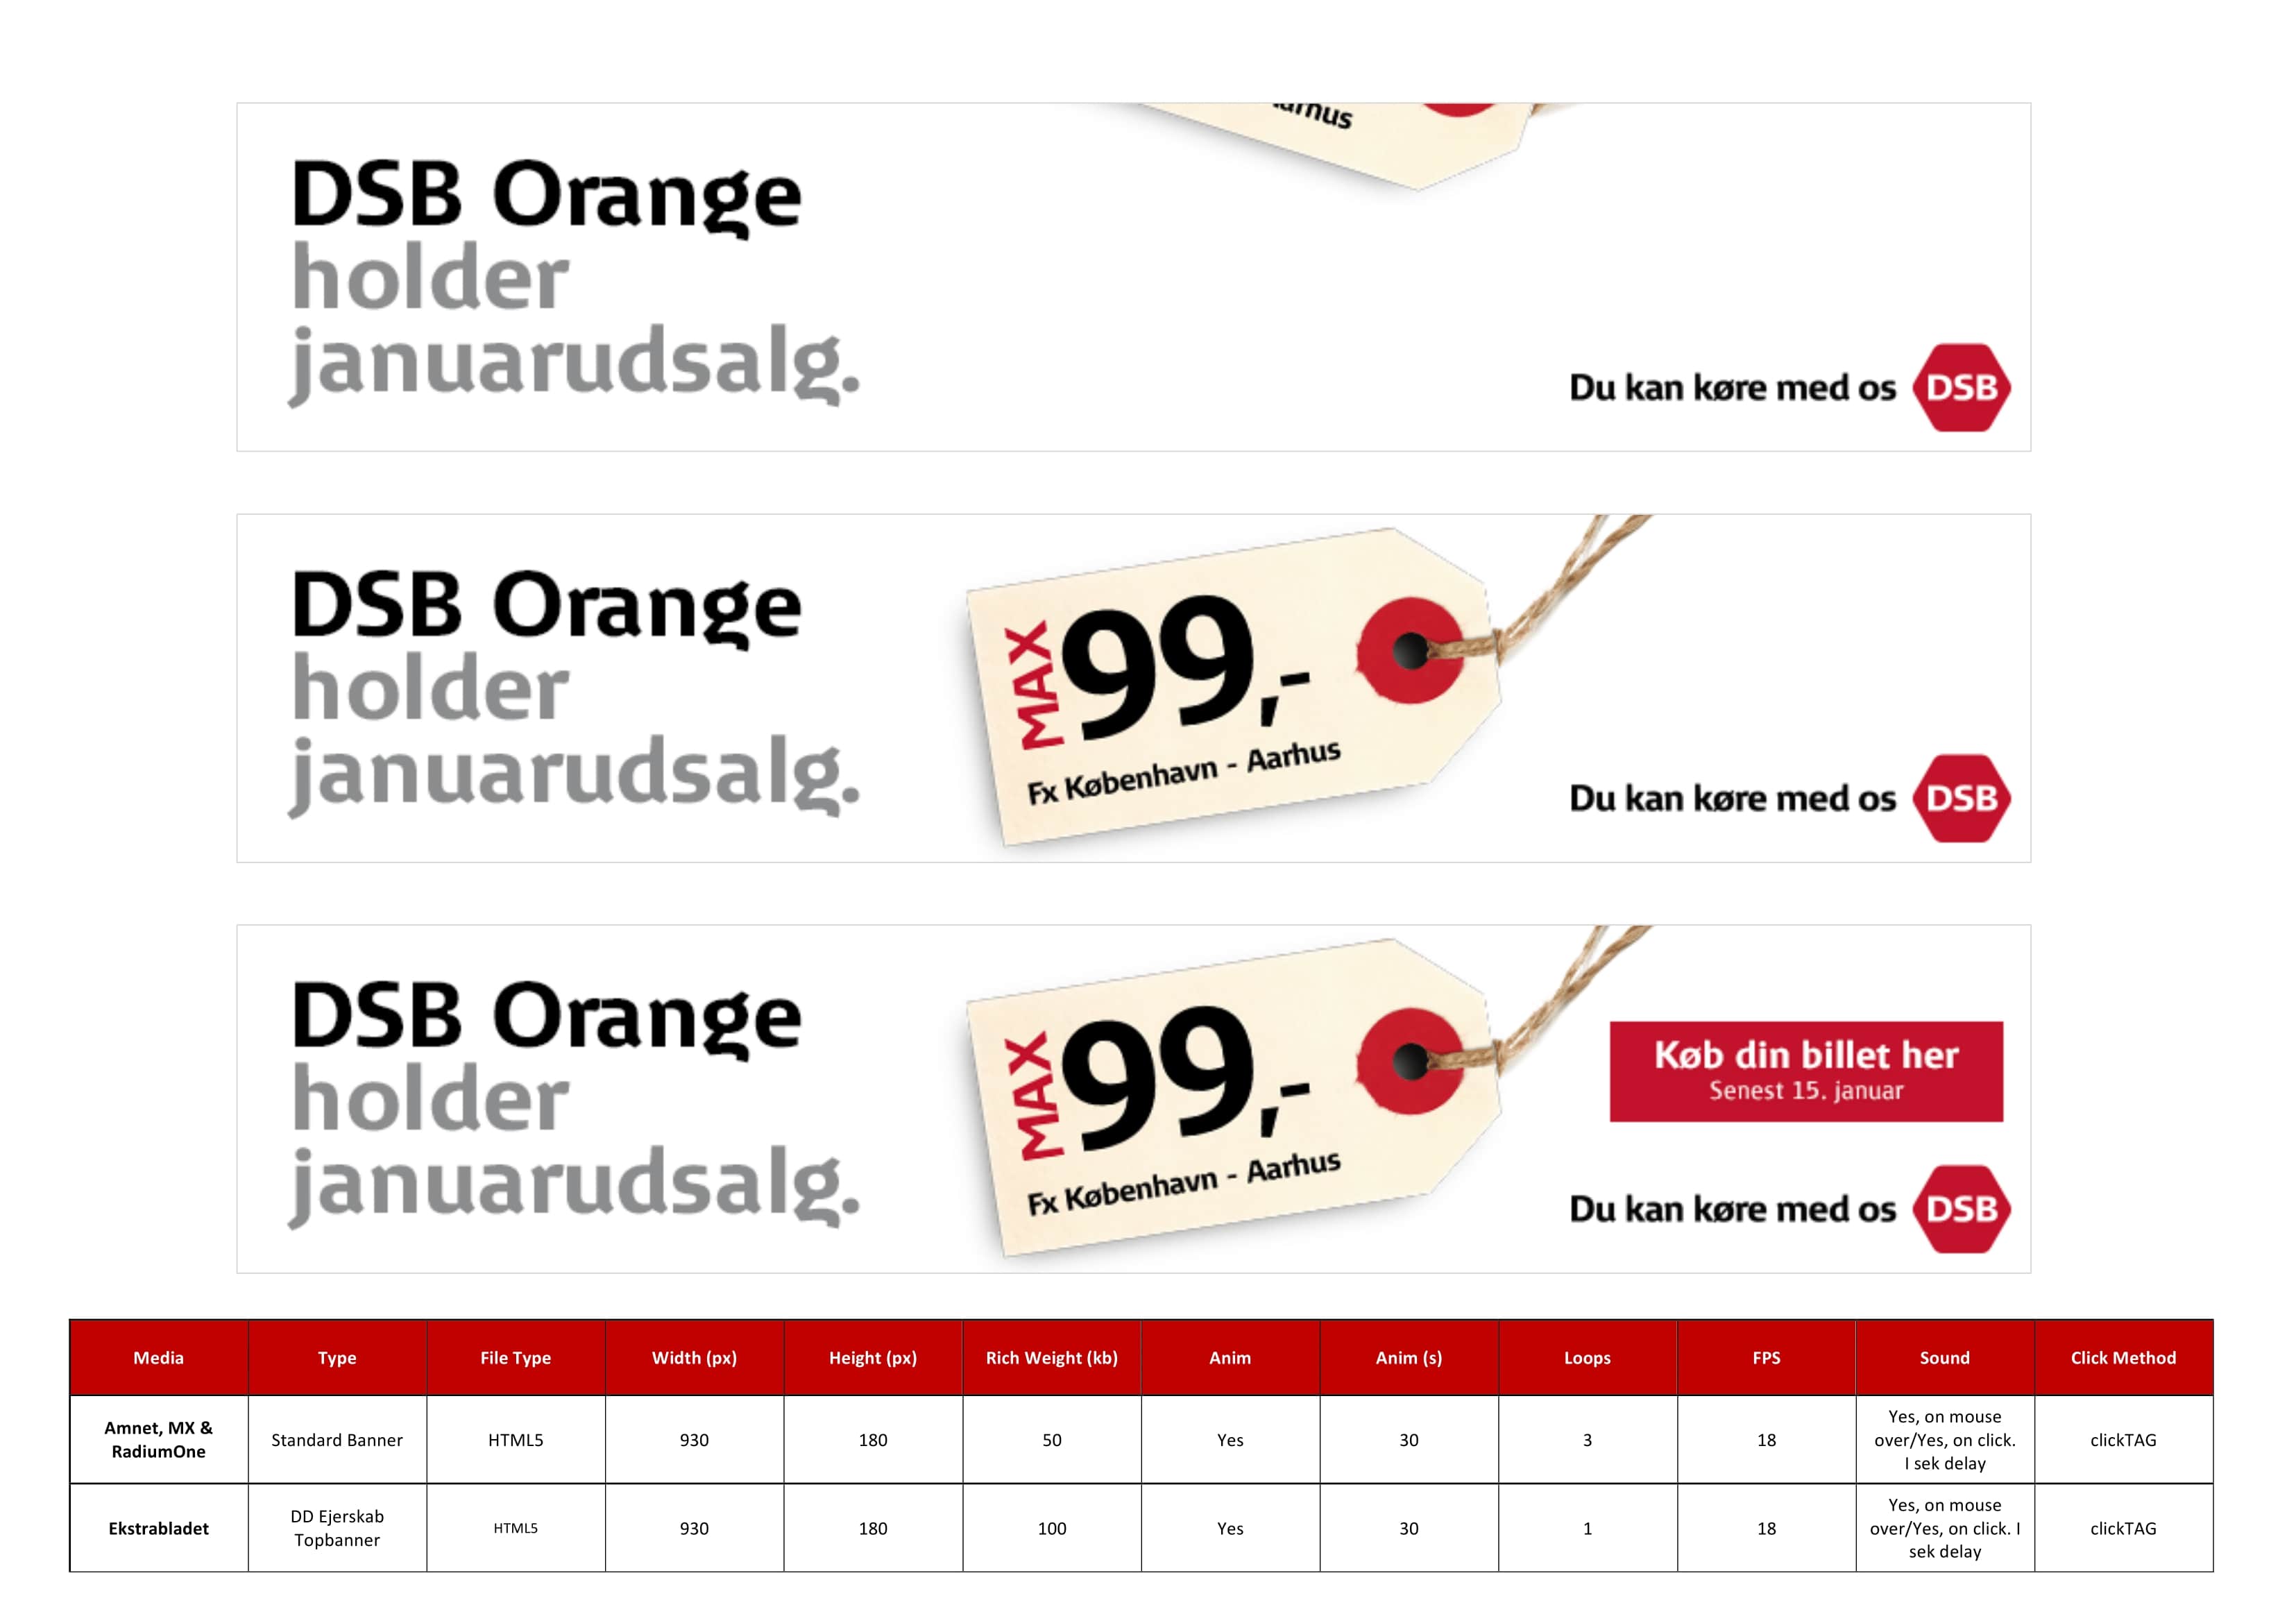 arhus
DSB Orange
holder
januarudsalg.
Du kan køre med os DSB
DSB Orange
holder
januarudsalg.
MAX 99,-
Fx København - Aarhus
Du kan køre med os DSB
DSB Orange
holder
januarudsalg.
MAX 99,-
Fx København - Aarhus
Køb din billet her
Senest 15. januar
Du kan køre med os DSB
Media Type File Type Width (px) Height (px) Rich Weight (kb) Anim Anim (s) Loops FPS Sound Click Method
Amnet, MX &
RadiumOne
Standard Banner
HTML5
930
180
50
Yes
30
3
18
Yes, on mouse
over/Yes, on click.
I sek delay
clickTAG
Ekstrabladet
DD Ejerskab
Topbanner
HTML5
930
180
100
Yes
30
1
18
Yes, on mouse
over/Yes, on click. I
sek delay
clickTAG